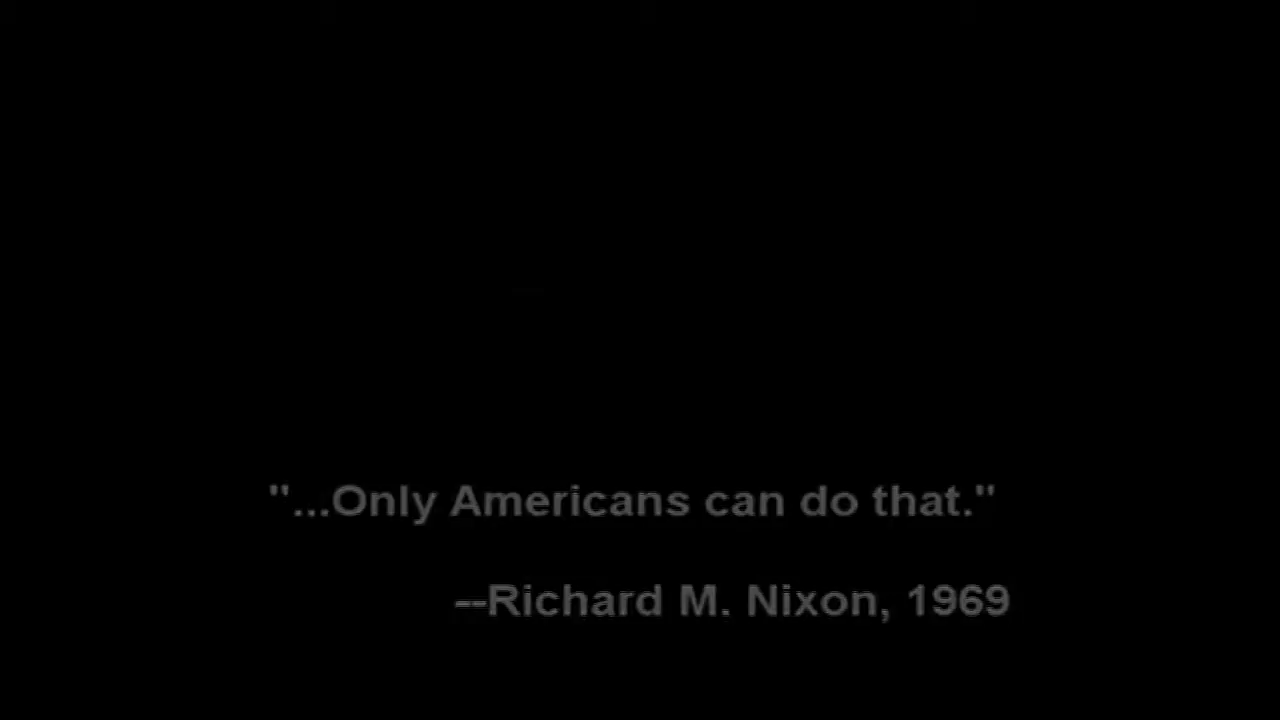 "...Only Americans can do that."
--Richard M. Nixon, 1969